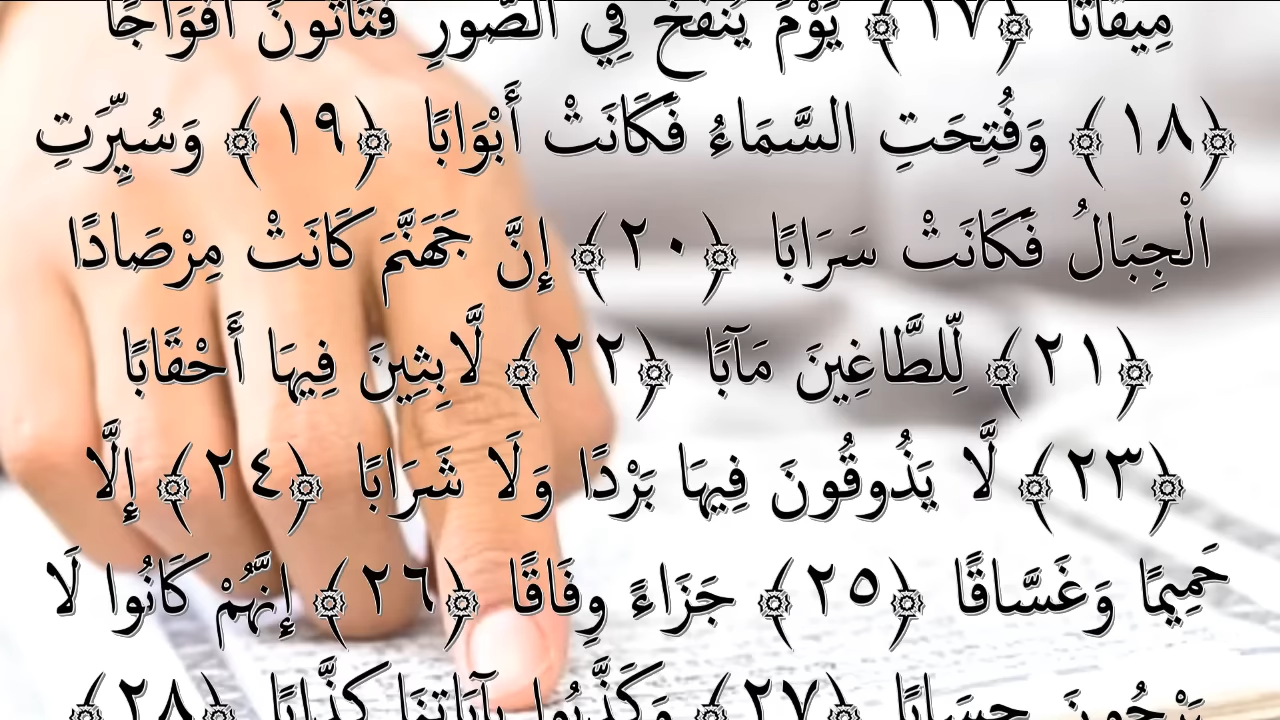 مِيقَاتًا ﴿١٧﴾ يَوْمَ يُنفَخُ فِي الصُّورِ فَتَأْتُونَ أَفْوَاجًا
﴿١٨﴾ وَفُتِحَتِ السَّمَاءُ فَكَانَتْ أَبْوَابًا ﴿١٩﴾ وَسُيِّرَتِ
الْجِبَالُ فَكَانَتْ سَرَابًا ﴿٢٠﴾ إِنَّ جَهَنَّمَ كَانَتْ مِرْصَادًا
﴿٢١﴾ لِّلطَّاغِينَ مَآبًا ﴿٢٢﴾ لَّابِثِينَ فِيهَا أَحْقَابًا
﴿٢٣﴾ لَّا يَذُوقُونَ فِيهَا بَرْدًا وَلَا شَرَابًا ﴿٢٤﴾ إِلَّا
حَمِيمًا وَغَسَّاقًا ﴿٢٥﴾ جَزَاءً وِفَاقًا ﴿٢٦﴾ إِنَّهُمْ كَانُوا لَا
يَرْجُونَ حِسَابًا ﴿٢٧﴾ وَكَذَّبُوا بِآيَاتِنَا كِذَّابًا ﴿٢٨﴾